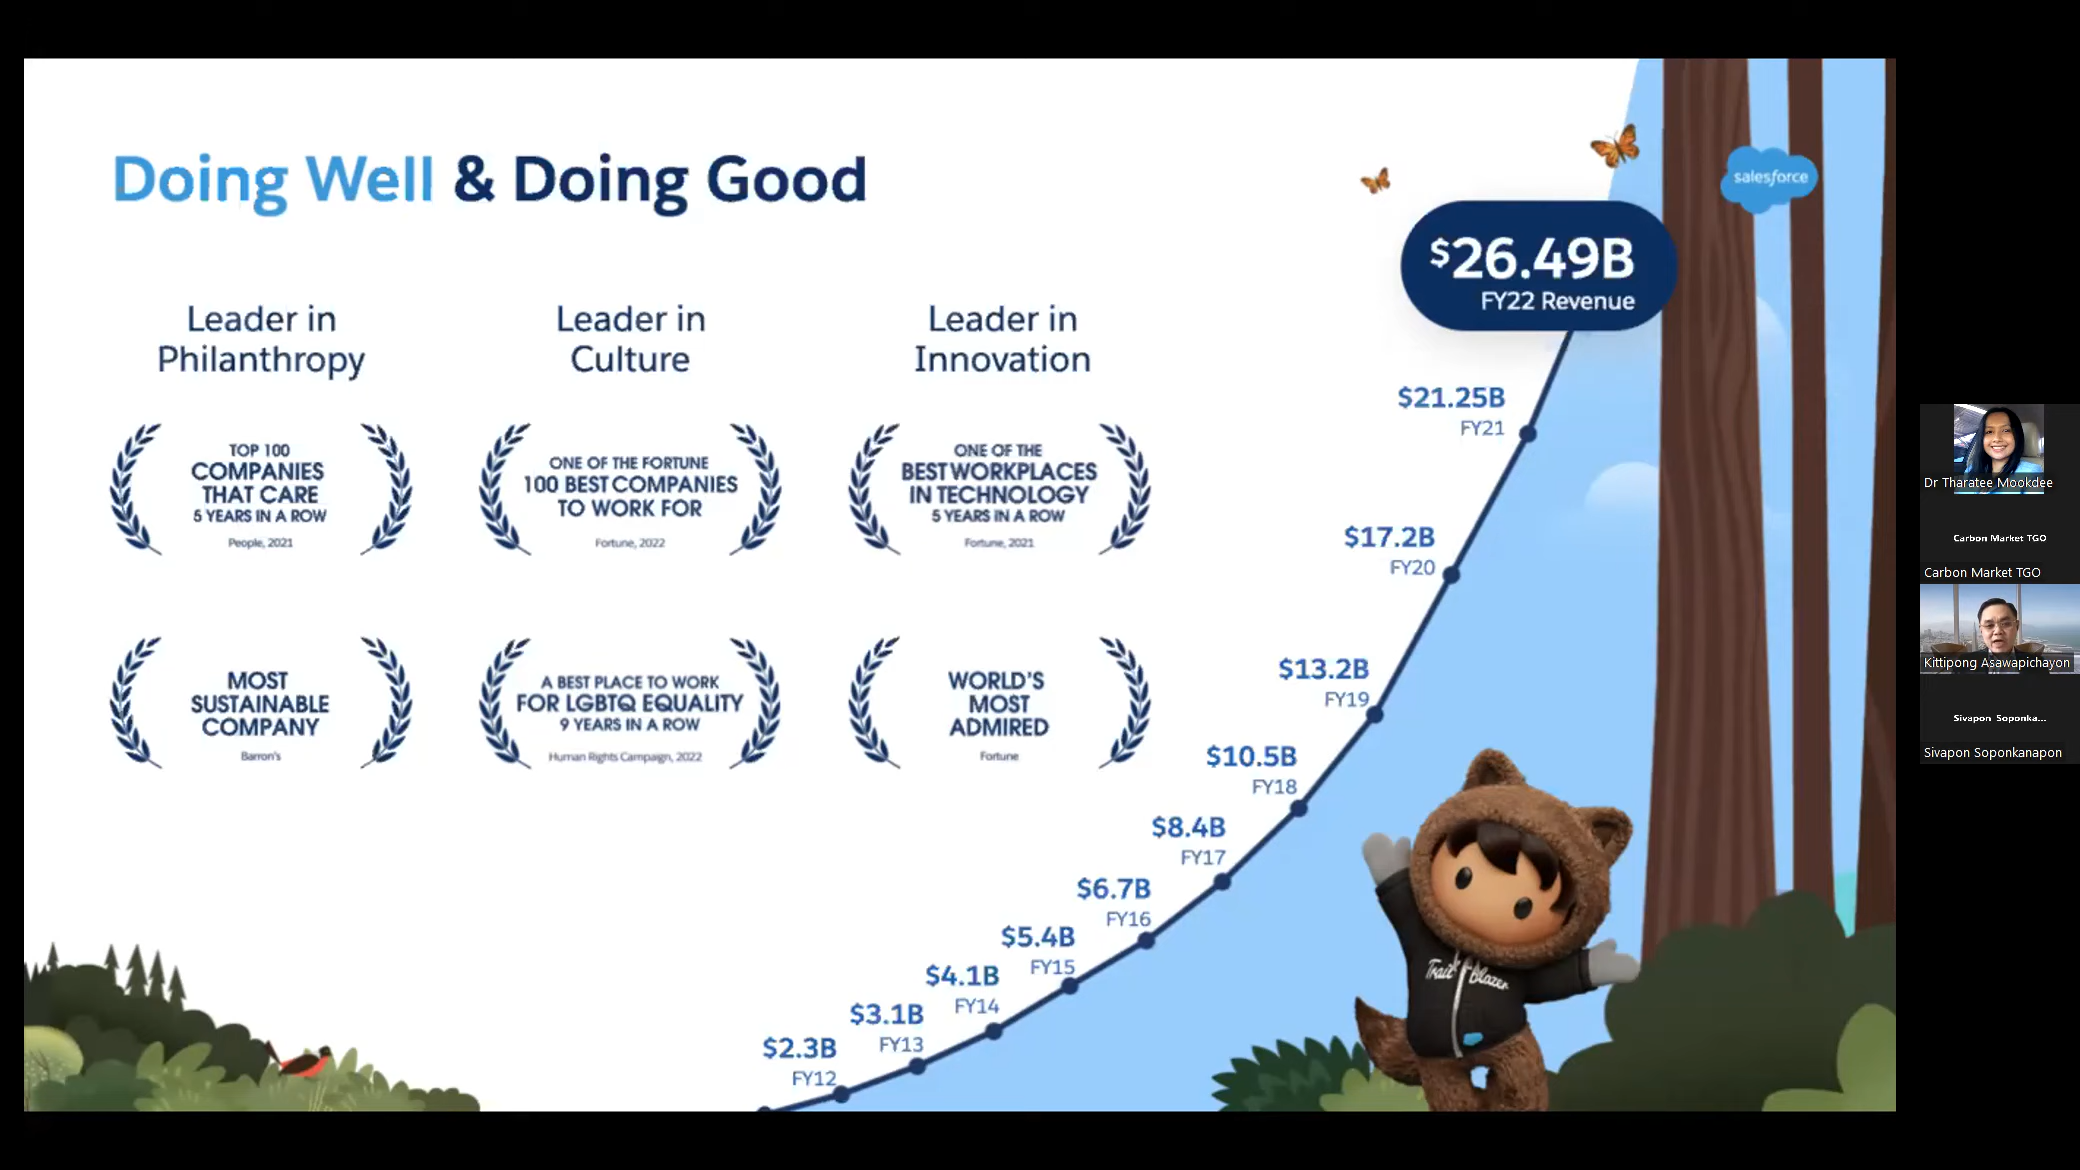 Doing Well & Doing Good
salesforce
$26.49B
FY22 Revenue
Leader in
Philanthropy
Leader in
Culture
Leader in
Innovation
TOP 100
COMPANIES
THAT CARE
5 YEARS IN A ROW
People, 2021
ONE OF THE FORTUNE
100 BEST COMPANIES
TO WORK FOR
Fortune, 2022
ONE OF THE
BEST WORKPLACES
IN TECHNOLOGY
5 YEARS IN A ROW
Fortune, 2021
MOST
SUSTAINABLE
COMPANY
Barron's
A BEST PLACE TO WORK
FOR LGBTQ EQUALITY
9 YEARS IN A ROW
Human Rights Campaign, 2022
WORLD'S
MOST
ADMIRED
Fortune
$21.25B
FY21
$17.2B
FY20
$13.2B
FY19
$10.5B
FY18
$8.4B
FY17
$6.7B
FY16
$5.4B
FY15
$4.1B
FY14
$3.1B
FY13
$2.3B
FY12
Trail blazer
Dr Tharatee Mookdee
Carbon Market TGO
Carbon Market TGO
Kittipong Asawapichayon
Sivapon Soponka...
Sivapon Soponkanapon